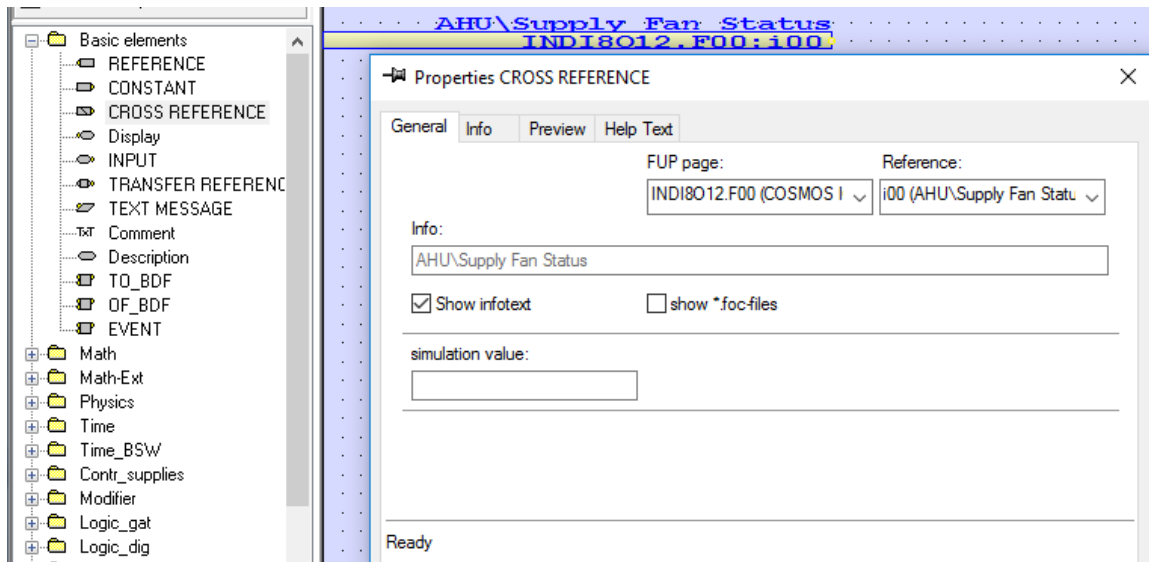 Basic elements
REFERENCE
CONSTANT
CROSS REFERENCE
Display
INPUT
TRANSFER REFERENC
TEXT MESSAGE
TxT Comment
Description
TO_BDF
OF_BDF
EVENT
Math
Math-Ext
Physics
Time
Time_BSW
Contr_supplies
Modifier
Logic_gat
Logic_dig
AHU\Supply Fan Status
INDI8O12.F00:i00
Properties CROSS REFERENCE
General Info Preview Help Text
FUP page: Reference:
INDI8O12.F00 (COSMOS I i00 (AHU\Supply Fan Statu
Info:
AHU\Supply Fan Status
Show infotext show *.foc-files
simulation value:
Ready